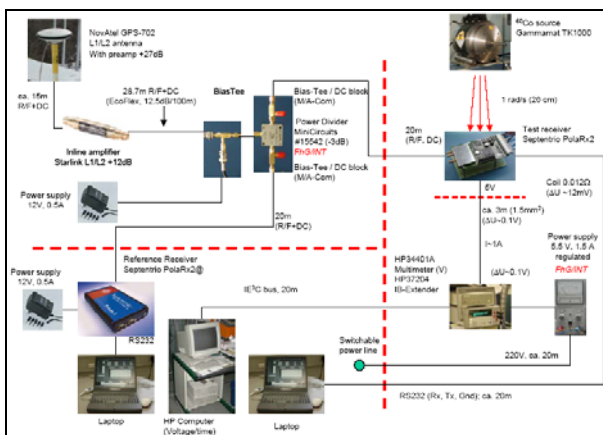 NovAtel GPS-702
L1/L2 antenna
With preamp +27dB
ca. 15m
R/F+DC
28.7m R/F+DC
(EcoFlex, 12.5dB/100m)
BiasTee
Bias-Tee / DC block
(M/A-Com)
Power Divider
MiniCircuits
#15542 (-3dB)
FhG/INT
Bias-Tee / DC block
(M/A-Com)
Inline amplifier
Starlink L1/L2 +12dB
Power supply
12V, 0.5A
20m
(R/F+DC)
60Co source
Gammamat TK1000
1 rad/s (20 cm)
20m
(R/F, DC)
Test receiver
Septentrio PolaRx2
Coil 0.012Ω
(ΔU ~12mV)
ca. 3m (1.5mm²)
(ΔU~0.1V)
I~1A
Power supply
5.5 V, 1.5 A
regulated
FhG/INT
HP34401A
Multimeter (V)
HP37204
IB-Extender
(ΔU~0.1V)
Reference Receiver
Septentrio PolaRx2@
Power supply
12V, 0.5A
IE³C bus, 20m
RS232
Switchable
power line
220V, ca. 20m
RS232 (Rx, Tx, Gnd); ca. 20m
Laptop
HP Computer
(Voltage/time)
Laptop